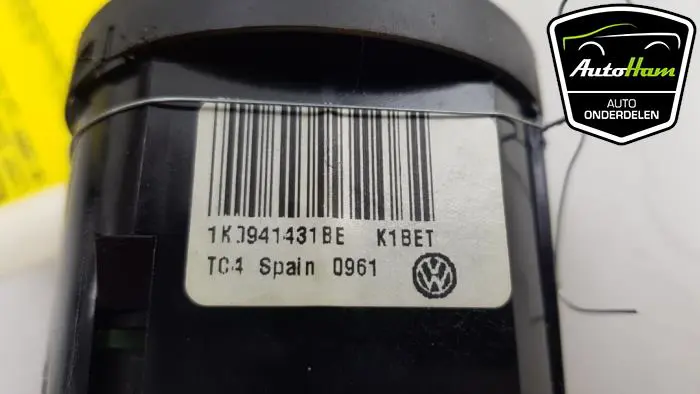 AutoHam
AUTO
ONDERDELEN
1K0941431BE K1BET
TC4 Spain 0961